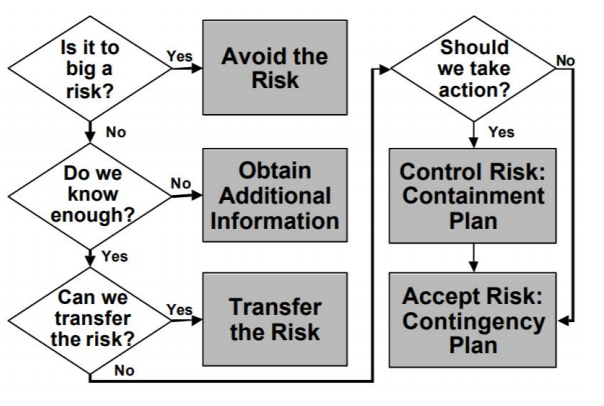 Is it to
big a
risk?
Yes
Avoid the
Risk
No
Do we
know
enough?
No
Obtain
Additional
Information
Yes
Can we
transfer
the risk?
Yes
Transfer
the Risk
No
Should
we take
action?
No
Yes
Control Risk:
Containment
Plan
Accept Risk:
Contingency
Plan